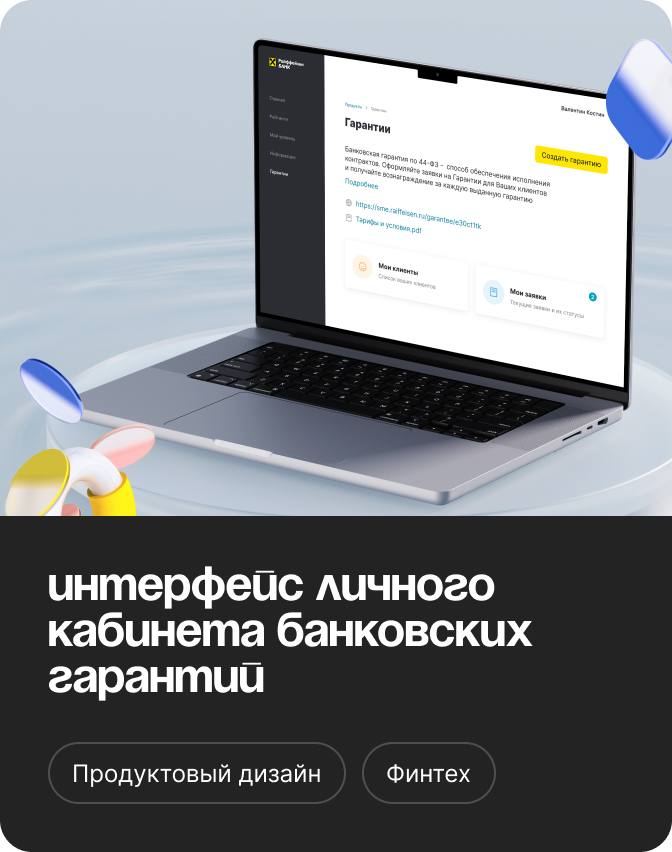 Райффайзен
БАНК
Главная
Рейтинги
Мой уровень
Информация
Гарантии
Продукты
Гарантии
Валентин Костин
Гарантии
Создать гарантию
Банковская гарантия по 44-ФЗ - способ обеспечения исполнения
контрактов. Оформляйте заявки на Гарантии для Ваших клиентов
и получайте вознаграждение за каждую выданную гарантию
Подробнее
https://sme.raiffeisen.ru/garantee/e30ct1tk
Тарифы и условия.pdf
Мои клиенты
Список ваших клиентов
Мои заявки
Текущие заявки и их статусы
2
интерфейс личного
кабинета банковских
гарантий
Продуктовый дизайн
Финтех